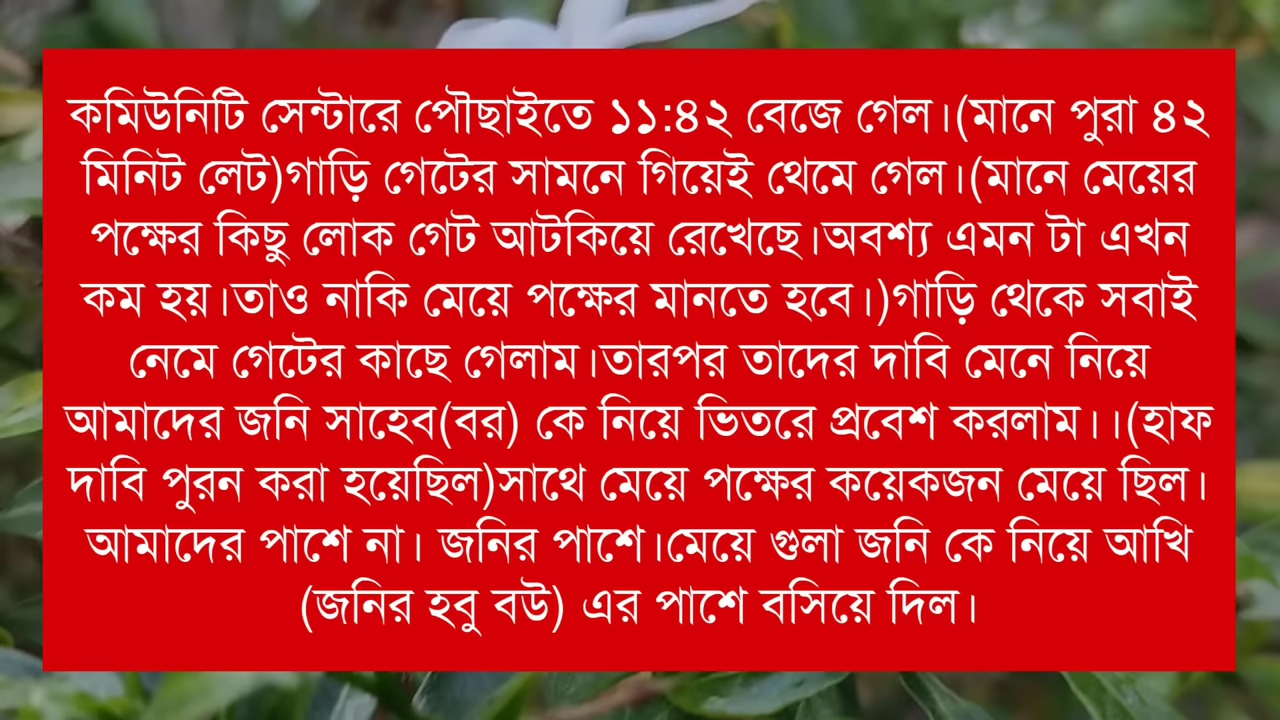 কমিউনিটি সেন্টারে পৌছাইতে ১১:৪২ বেজে গেল।(মানে পুরা ৪২
মিনিট লেট)গাড়ি গেটের সামনে গিয়েই থেমে গেল।(মানে মেয়ের
পক্ষের কিছু লোক গেট আটকিয়ে রেখেছে।অবশ্য এমন টা এখন
কম হয়।তাও নাকি মেয়ে পক্ষের মানতে হবে।)গাড়ি থেকে সবাই
নেমে গেটের কাছে গেলাম।তারপর তাদের দাবি মেনে নিয়ে
আমাদের জনি সাহেব(বর) কে নিয়ে ভিতরে প্রবেশ করলাম।।(হাফ
দাবি পুরন করা হয়েছিল)সাথে মেয়ে পক্ষের কয়েকজন মেয়ে ছিল।
আমাদের পাশে না। জনির পাশে।মেয়ে গুলা জনি কে নিয়ে আখি
(জনির হবু বউ) এর পাশে বসিয়ে দিল।